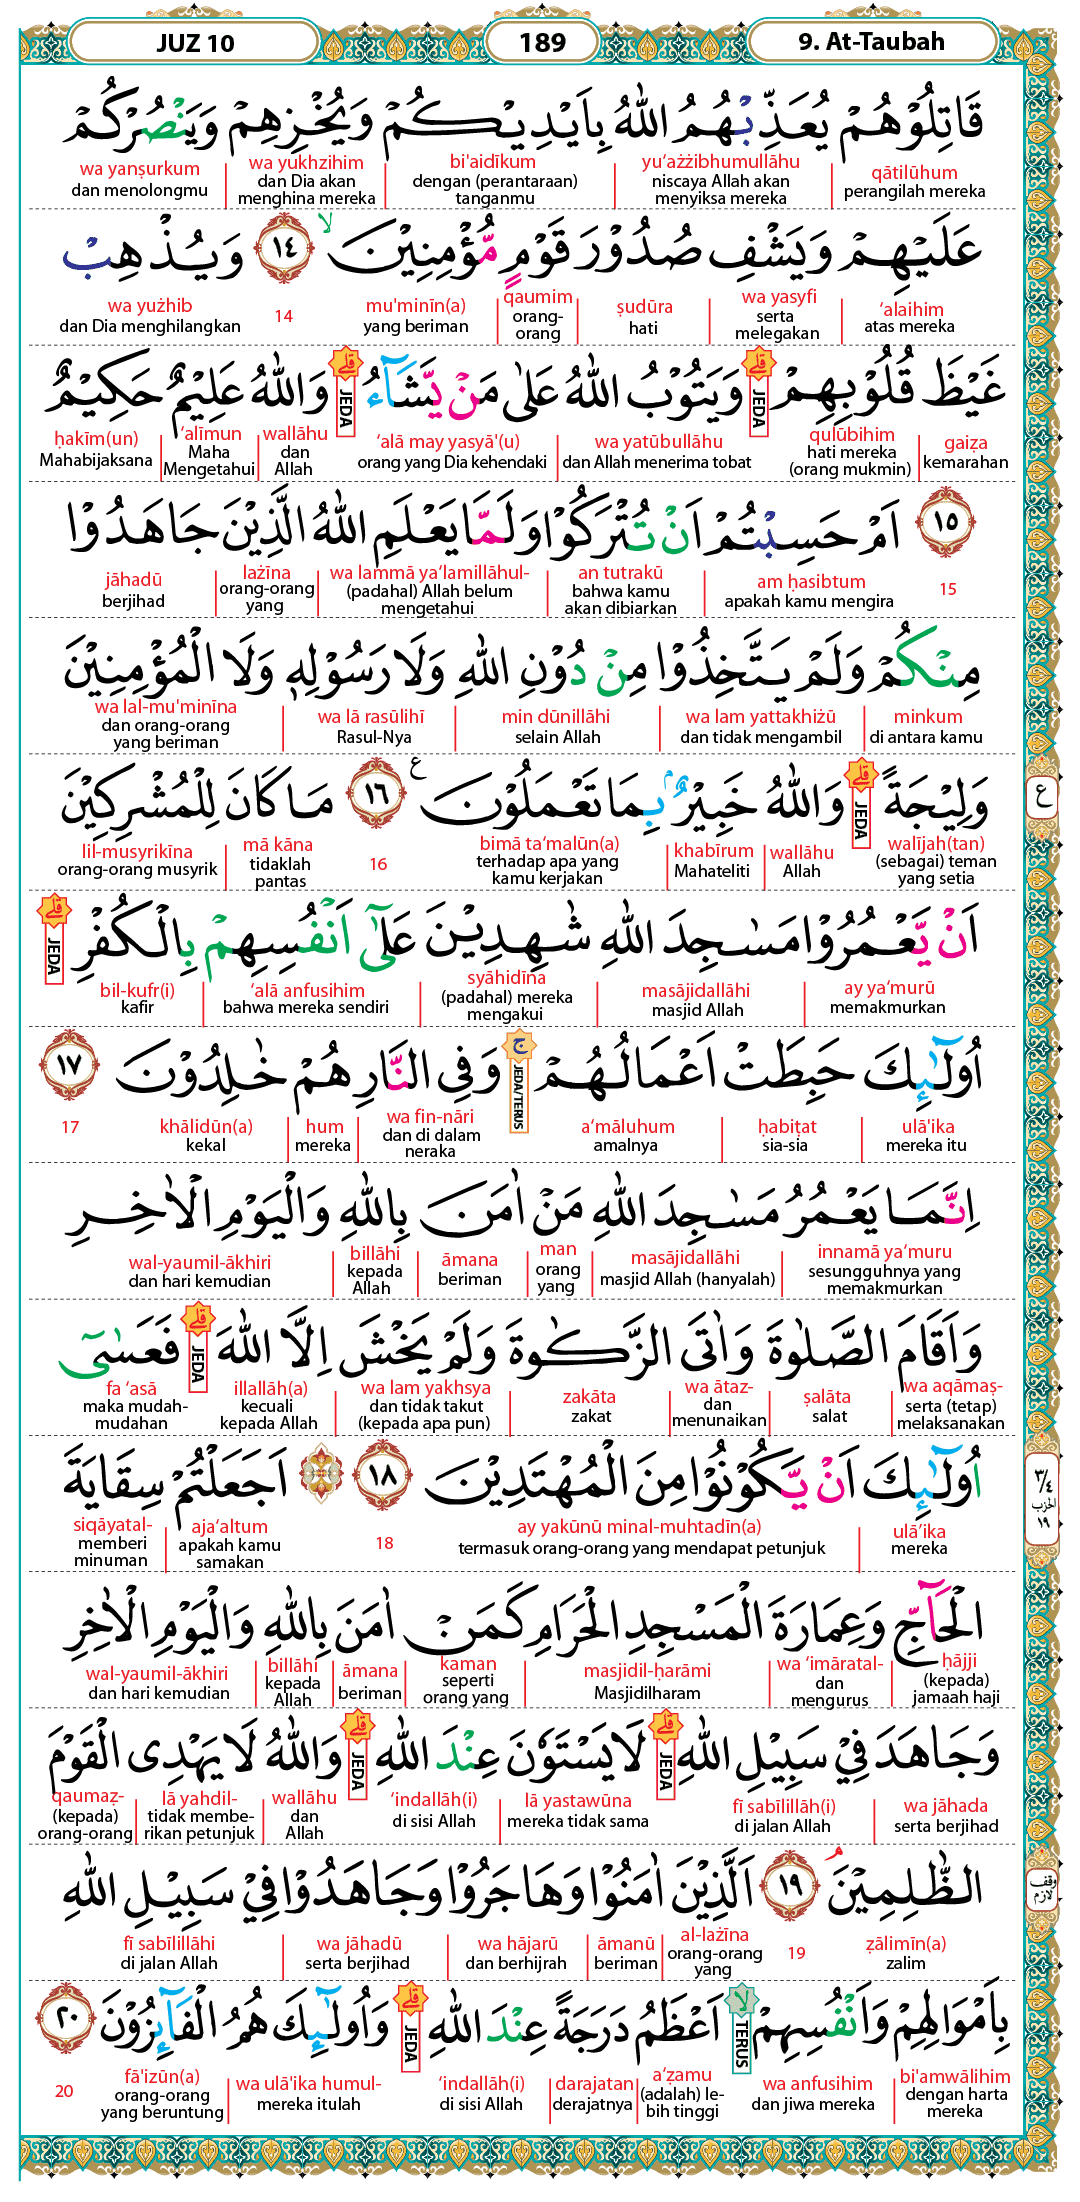 JUZ 10 189 9. At-Taubah
قَاتِلُوْهُمْ يُعَذِّبْهُمُ اللّٰهُ بِاَيْدِيْكُمْ وَيُخْزِهِمْ وَيَنْصُرْكُمْ
qātilūhum yu‘ażżibhumullāhu bi'aidīkum wa yukhzihim wa yanṣurkum
perangilah mereka niscaya Allah akan menyiksa mereka dengan (perantaraan) tanganmu dan Dia akan menghina mereka dan menolongmu
عَلَيْهِمْ وَيَشْفِ صُدُوْرَ قَوْمٍ مُّؤْمِنِيْنَ ۙ ١٤ وَيُذْهِبْ
‘alaihim wa yasyfi ṣudūra qaumim mu'minīn(a) 14 wa yużhib
atas mereka serta melegakan hati orang-orang yang beriman dan Dia menghilangkan
غَيْظَ قُلُوْبِهِمْ ۗ وَيَتُوْبُ اللّٰهُ عَلٰى مَنْ يَّشَاۤءُ ۗ وَاللّٰهُ عَلِيْمٌ حَكِيْمٌ
JEDA JEDA
gaiẓa qulūbihim wa yatūbullāhu ‘alā may yasyā'(u) wallāhu ‘alīmun ḥakīm(un)
kemarahan hati mereka (orang mukmin) dan Allah menerima tobat orang yang Dia kehendaki dan Allah Maha Mengetahui Mahabijaksana
١٥ اَمْ حَسِبْتُمْ اَنْ تُتْرَكُوْا وَلَمَّا يَعْلَمِ اللّٰهُ الَّذِيْنَ جَاهَدُوْا
15 am ḥasibtum an tutrakū wa lammā ya‘lamillāhul- lażīna jāhadū
apakah kamu mengira bahwa kamu akan dibiarkan (padahal) Allah belum mengetahui orang-orang yang berjihad
مِنْكُمْ وَلَمْ يَتَّخِذُوْا مِنْ دُوْنِ اللّٰهِ وَلَا رَسُوْلِهٖ وَلَا الْمُؤْمِنِيْنَ
minkum wa lam yattakhiżū min dūnillāhi wa lā rasūlihī wa lal-mu'minīna
di antara kamu dan tidak mengambil selain Allah Rasul-Nya dan orang-orang yang beriman
وَلِيْجَةً ۗ وَاللّٰهُ خَبِيْرٌۢ بِمَا تَعْمَلُوْنَ ࣖ ١٦ مَا كَانَ لِلْمُشْرِكِيْنَ
ع
JEDA
walījah(tan) wallāhu khabīrum bimā ta‘malūn(a) 16 mā kāna lil-musyrikīna
(sebagai) teman yang setia Allah Mahateliti terhadap apa yang kamu kerjakan tidaklah pantas orang-orang musyrik
اَنْ يَّعْمُرُوْا مَسٰجِدَ اللّٰهِ شٰهِدِيْنَ عَلٰٓى اَنْفُسِهِمْ بِالْكُفْرِ ۗ
JEDA
ay ya‘murū masājidallāhi syāhidīna ‘alā anfusihim bil-kufr(i)
memakmurkan masjid Allah (padahal) mereka mengakui bahwa mereka sendiri kafir
اُولٰۤىِٕكَ حَبِطَتْ اَعْمَالُهُمْ ۚ وَفِى النَّارِ هُمْ خٰلِدُوْنَ ١٧
JEDA/TERUS
ulā'ika ḥabiṭat a‘māluhum wa fin-nāri hum khālidūn(a) 17
mereka itu sia-sia amalnya dan di dalam neraka mereka kekal
اِنَّمَا يَعْمُرُ مَسٰجِدَ اللّٰهِ مَنْ اٰمَنَ بِاللّٰهِ وَالْيَوْمِ الْاٰخِرِ
innamā ya‘muru masājidallāhi man āmana billāhi wal-yaumil-ākhiri
sesungguhnya yang memakmurkan masjid Allah (hanyalah) orang yang beriman kepada Allah dan hari kemudian
وَاَقَامَ الصَّلٰوةَ وَاٰتَى الزَّكٰوةَ وَلَمْ يَخْشَ اِلَّا اللّٰهَ ۗ فَعَسٰٓى
JEDA
wa aqāmaṣ- ṣalāta wa ātaz- zakāta wa lam yakhsya illallāh(a) fa ‘asā
serta (tetap) melaksanakan salat dan menunaikan zakat dan tidak takut (kepada apa pun) kecuali kepada Allah maka mudah-mudahan
اُولٰۤىِٕكَ اَنْ يَّكُوْنُوْا مِنَ الْمُهْتَدِيْنَ ١٨ ۞ اَجَعَلْتُمْ سِقَايَةَ
٣/٤ الحزب ١٩
ulā'ika ay yakūnū minal-muhtadīn(a) 18 aja‘altum siqāyatal-
mereka termasuk orang-orang yang mendapat petunjuk apakah kamu samakan memberi minuman
الْحَاۤجِّ وَعِمَارَةَ الْمَسْجِدِ الْحَرَامِ كَمَنْ اٰمَنَ بِاللّٰهِ وَالْيَوْمِ الْاٰخِرِ
ḥājji wa ‘imāratal- masjidil-ḥarāmi kaman āmana billāhi wal-yaumil-ākhiri
(kepada) jamaah haji dan mengurus Masjidilharam seperti orang yang beriman kepada Allah dan hari kemudian
وَجَاهَدَ فِيْ سَبِيْلِ اللّٰهِ ۗ لَا يَسْتَوٗنَ عِنْدَ اللّٰهِ ۗ وَاللّٰهُ لَا يَهْدِى الْقَوْمَ
JEDA JEDA
wa jāhada fī sabīlillāh(i) lā yastawūna ‘indallāh(i) wallāhu lā yahdil- qaumaẓ-
serta berjihad di jalan Allah mereka tidak sama di sisi Allah dan Allah tidak membe-rikan petunjuk (kepada) orang-orang
الظّٰلِمِيْنَ ۘ ١٩ اَلَّذِيْنَ اٰمَنُوْا وَهَاجَرُوْا وَجَاهَدُوْا فِيْ سَبِيْلِ اللّٰهِ
وقف لازم
ẓālimīn(a) 19 al-lażīna āmanū wa hājarū wa jāhadū fī sabīlillāhi
zalim orang-orang yang beriman dan berhijrah serta berjihad di jalan Allah
بِاَمْوَالِهِمْ وَاَنْفُسِهِمْ ۙ اَعْظَمُ دَرَجَةً عِنْدَ اللّٰهِ ۗ وَاُولٰۤىِٕكَ هُمُ الْفَاۤىِٕزُوْنَ ٢٠
TERUS JEDA
bi'amwālihim wa anfusihim a‘ẓamu darajatan ‘indallāh(i) wa ulā'ika humul- fā'izūn(a) 20
dengan harta mereka dan jiwa mereka (adalah) le-bih tinggi derajatnya di sisi Allah mereka itulah orang-orang yang beruntung